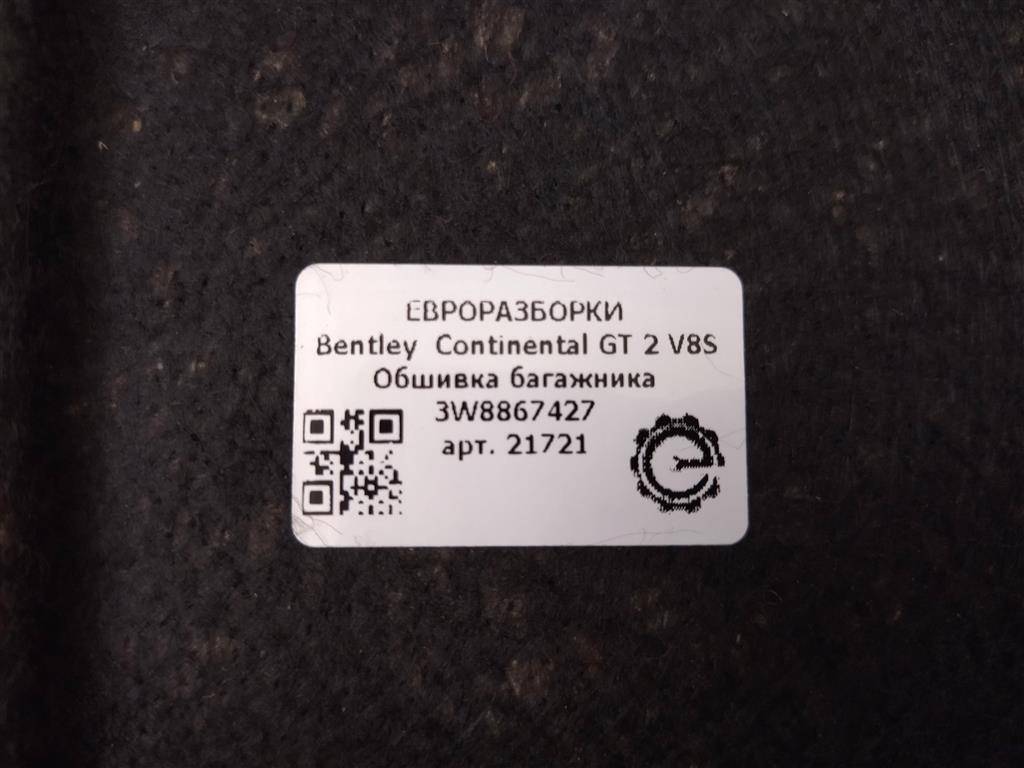 ЕВРОРАЗБОРКИ
Bentley Continental GT 2 V8S
Обшивка багажника
3W8867427
арт. 21721